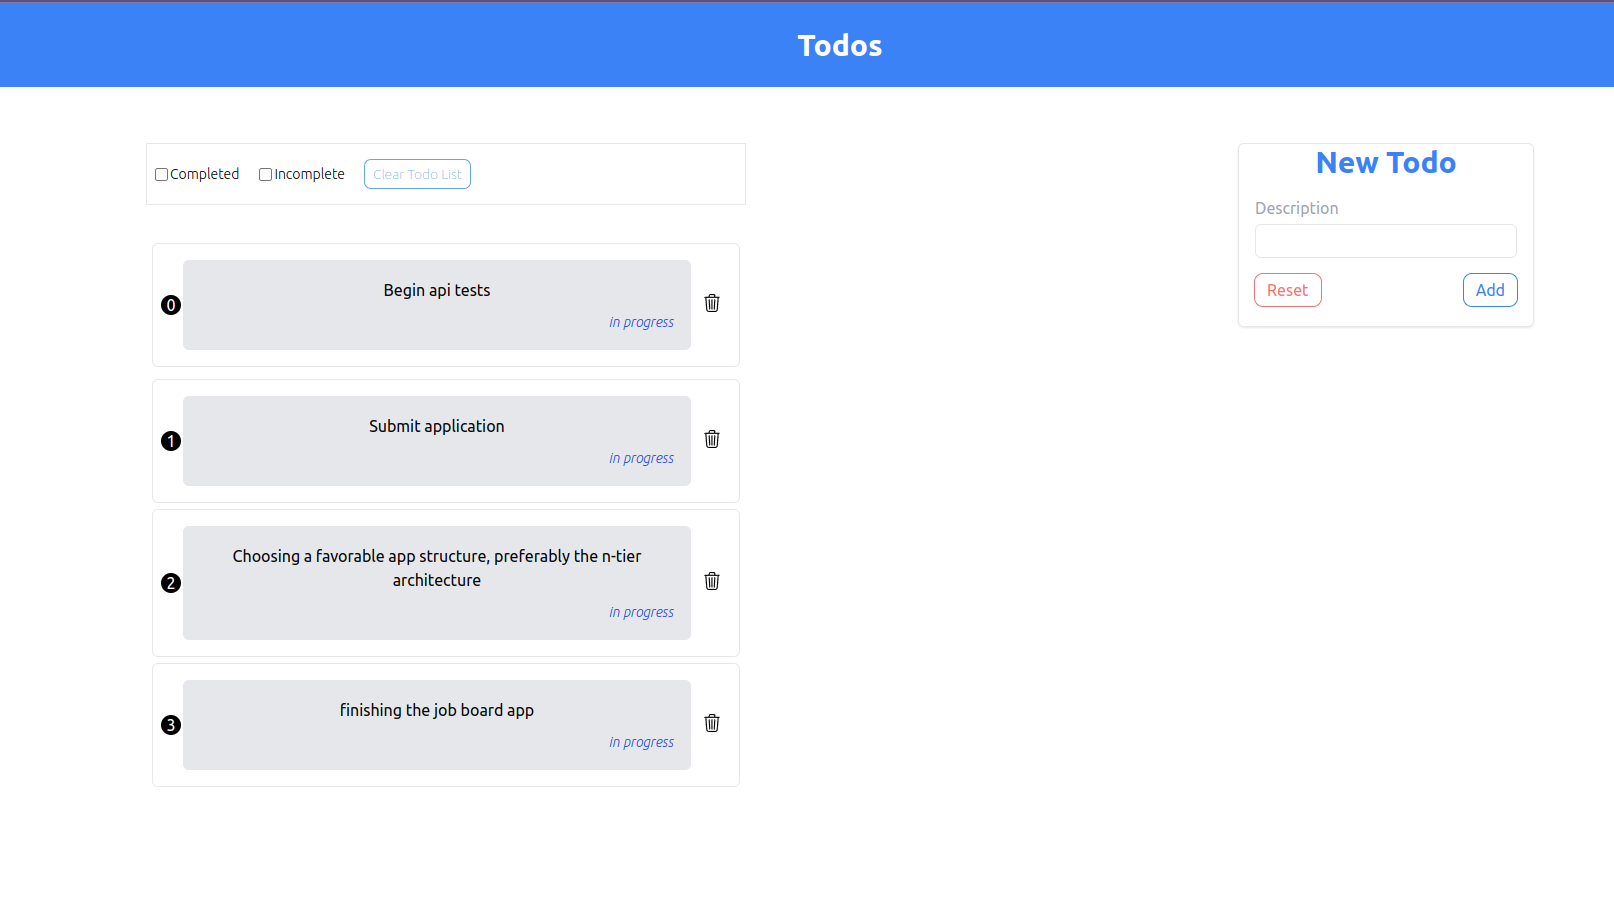 Todos
Completed Incomplete Clear Todo List
0
Begin api tests
in progress
1
Submit application
in progress
2
Choosing a favorable app structure, preferably the n-tier
architecture
in progress
3
finishing the job board app
in progress
New Todo
Description
Reset Add